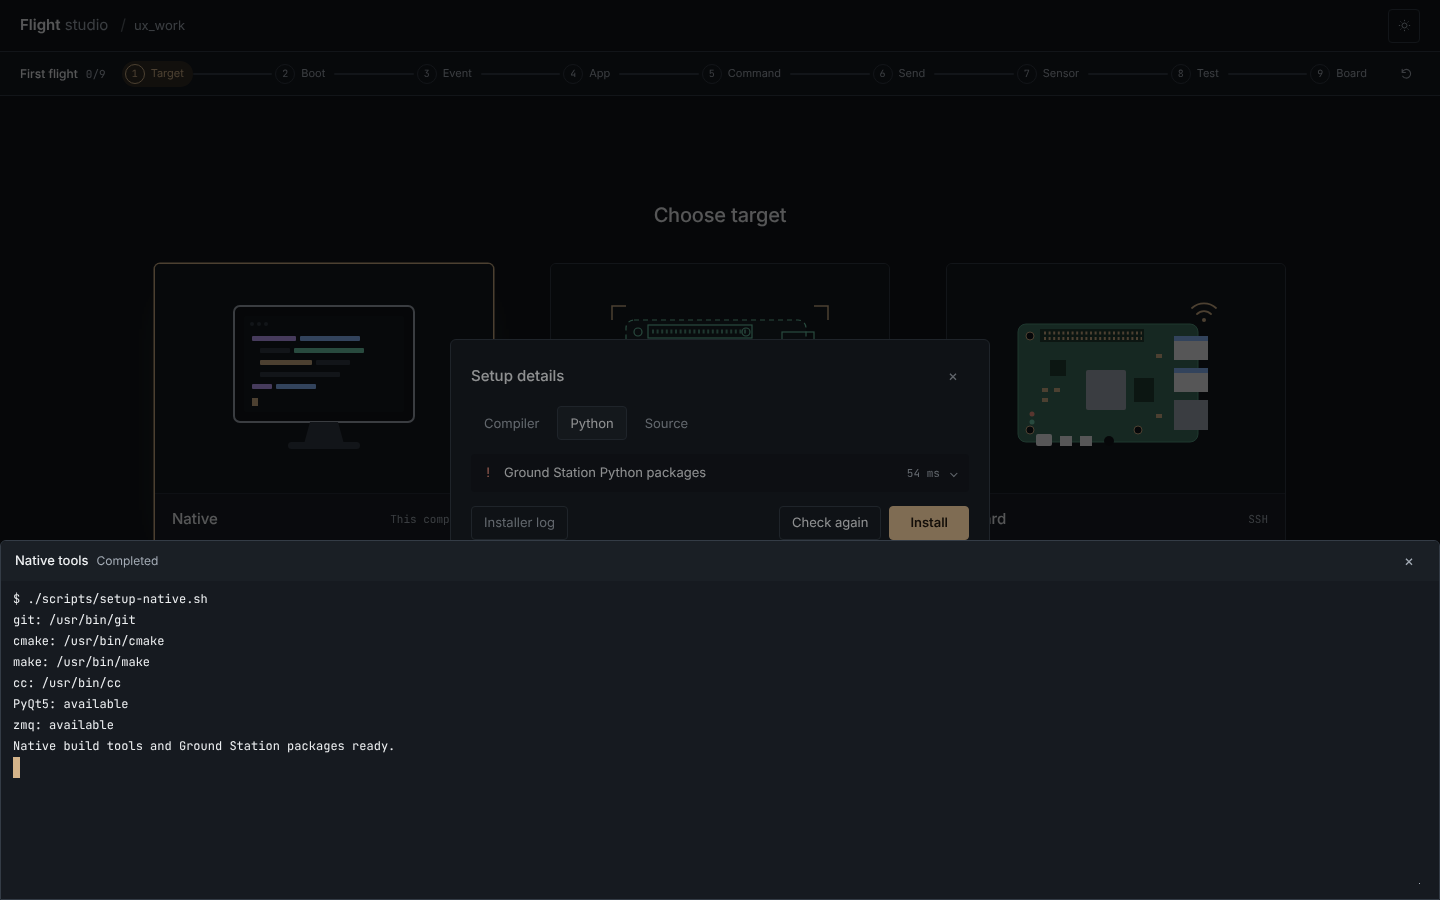 Flight studio / ux_work
First flight 0/9 1 Target 2 Boot 3 Event 4 App 5 Command 6 Send 7 Sensor 8 Test 9 Board
Choose target
Setup details ×
Compiler Python Source
! Ground Station Python packages 54 ms
Installer log Check again Install
Native This comp
rd SSH
Native tools Completed ×
$ ./scripts/setup-native.sh
git: /usr/bin/git
cmake: /usr/bin/cmake
make: /usr/bin/make
cc: /usr/bin/cc
PyQt5: available
zmq: available
Native build tools and Ground Station packages ready.